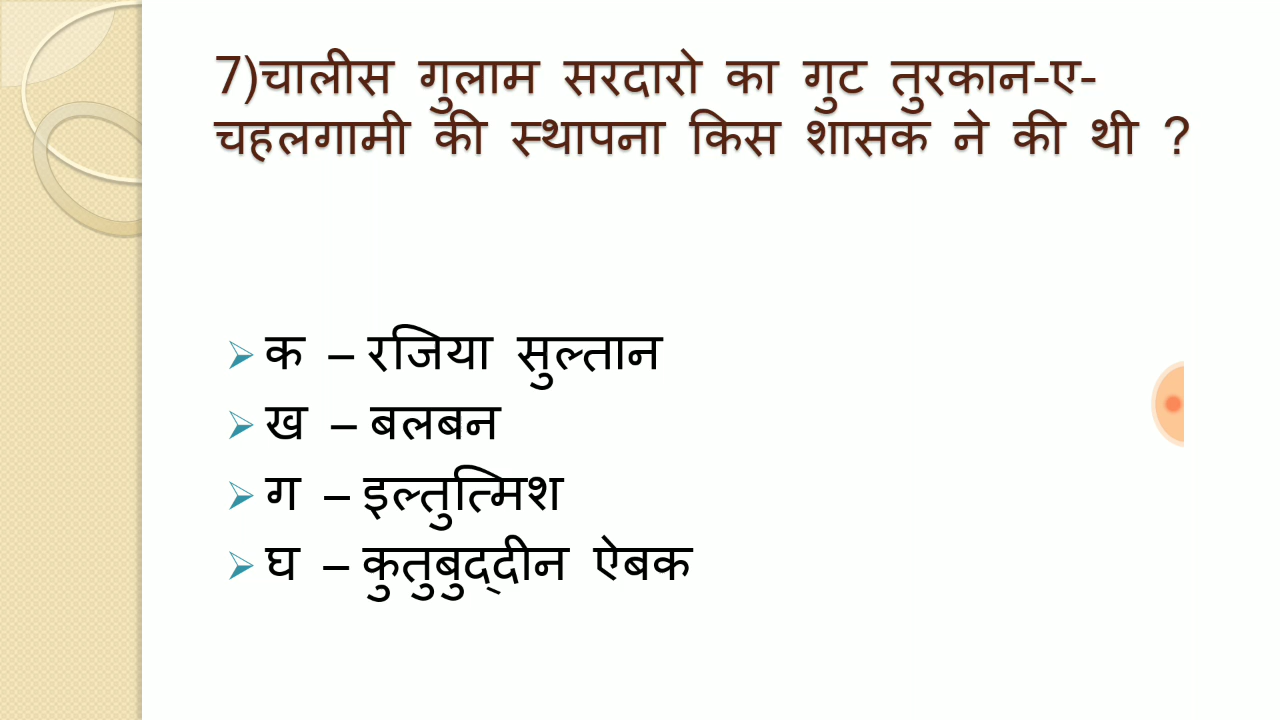 7)चालीस गुलाम सरदारो का गुट तुरकान-ए-
चहलगामी की स्थापना किस शासक ने की थी ?
क – रजिया सुल्तान
ख – बलबन
ग – इल्तुत्मिश
घ – कुतुबुद्दीन ऐबक